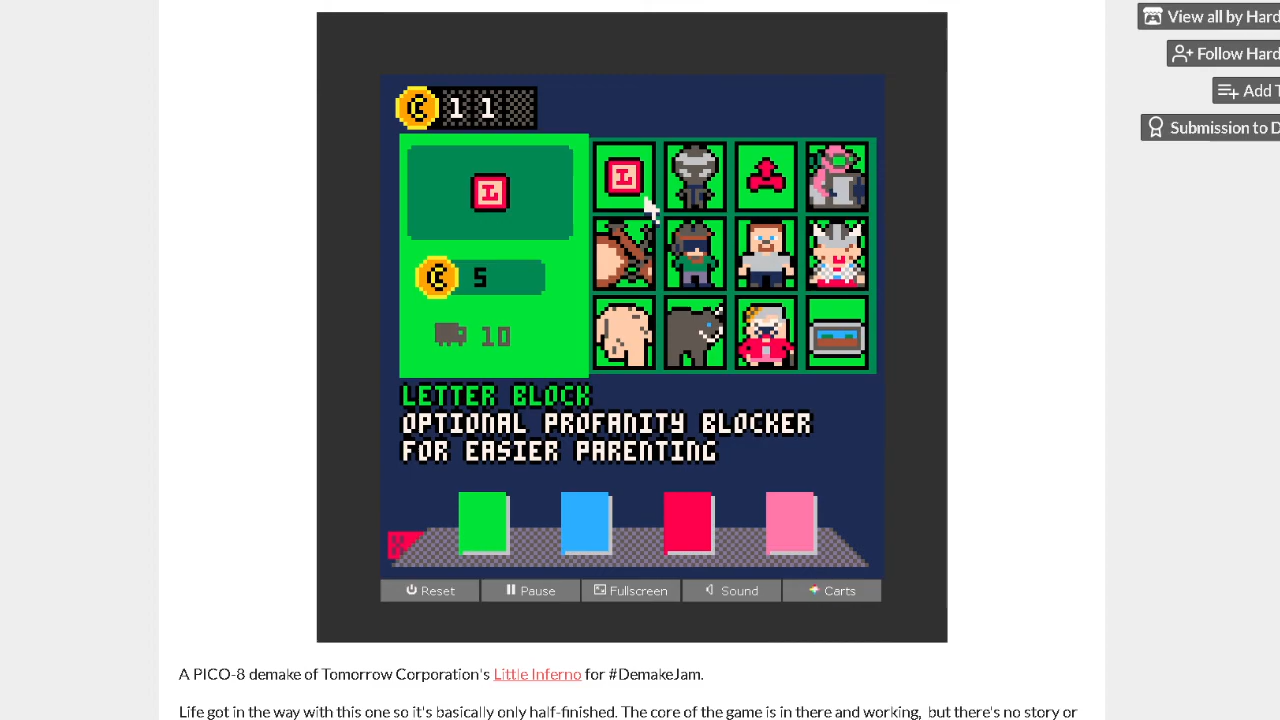 View all by Hard
Follow Hard
Add T
Submission to D
C 11
L
L
C 5
10
LETTER BLOCK
OPTIONAL PROFANITY BLOCKER
FOR EASIER PARENTING
X
Reset
Pause
Fullscreen
Sound
Carts
A PICO-8 demake of Tomorrow Corporation's Little Inferno for #DemakeJam.
Life got in the way with this one so it's basically only half-finished. The core of the game is in there and working, but there's no story or